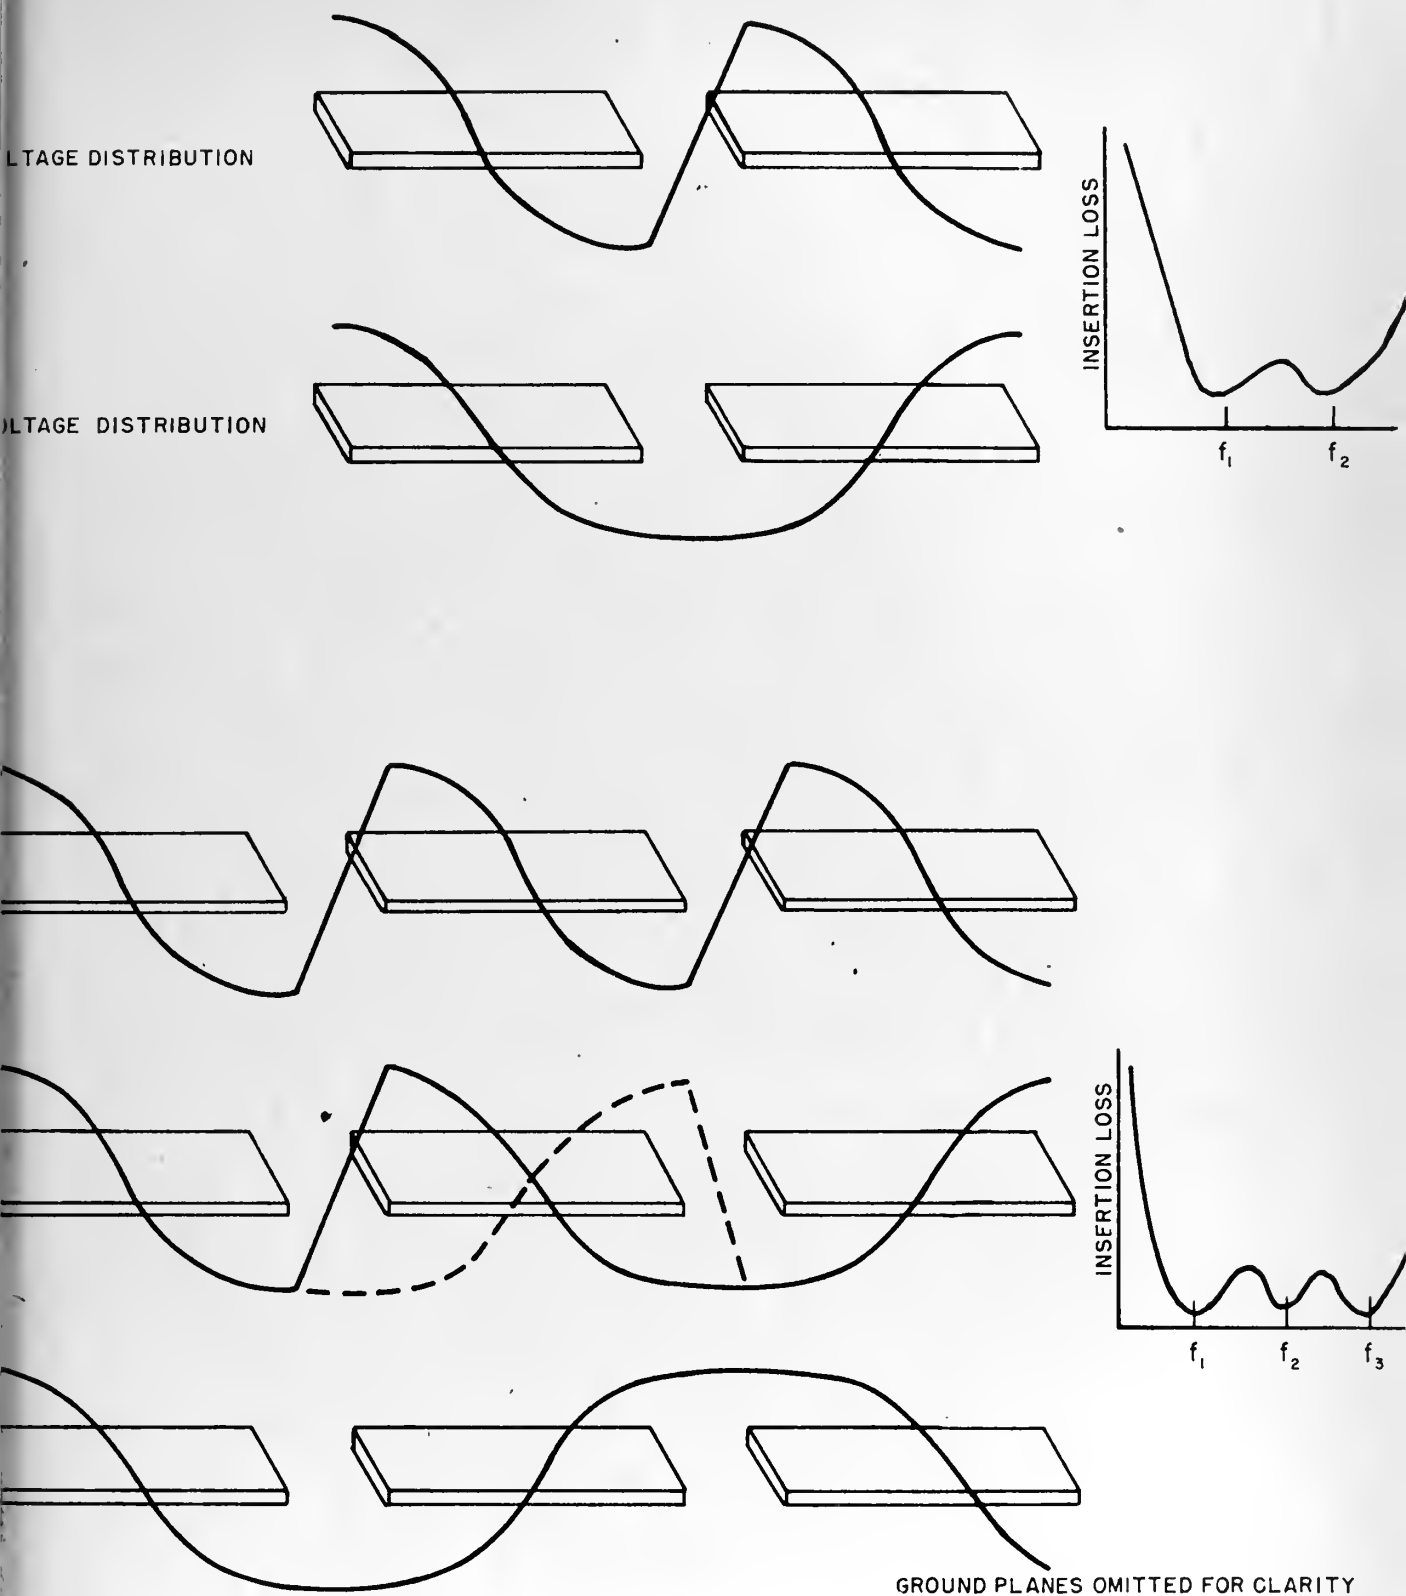 LTAGE DISTRIBUTION
INSERTION LOSS
f₁ f₂
LTAGE DISTRIBUTION
INSERTION LOSS
f₁ f₂ f₃
GROUND PLANES OMITTED FOR CLARITY